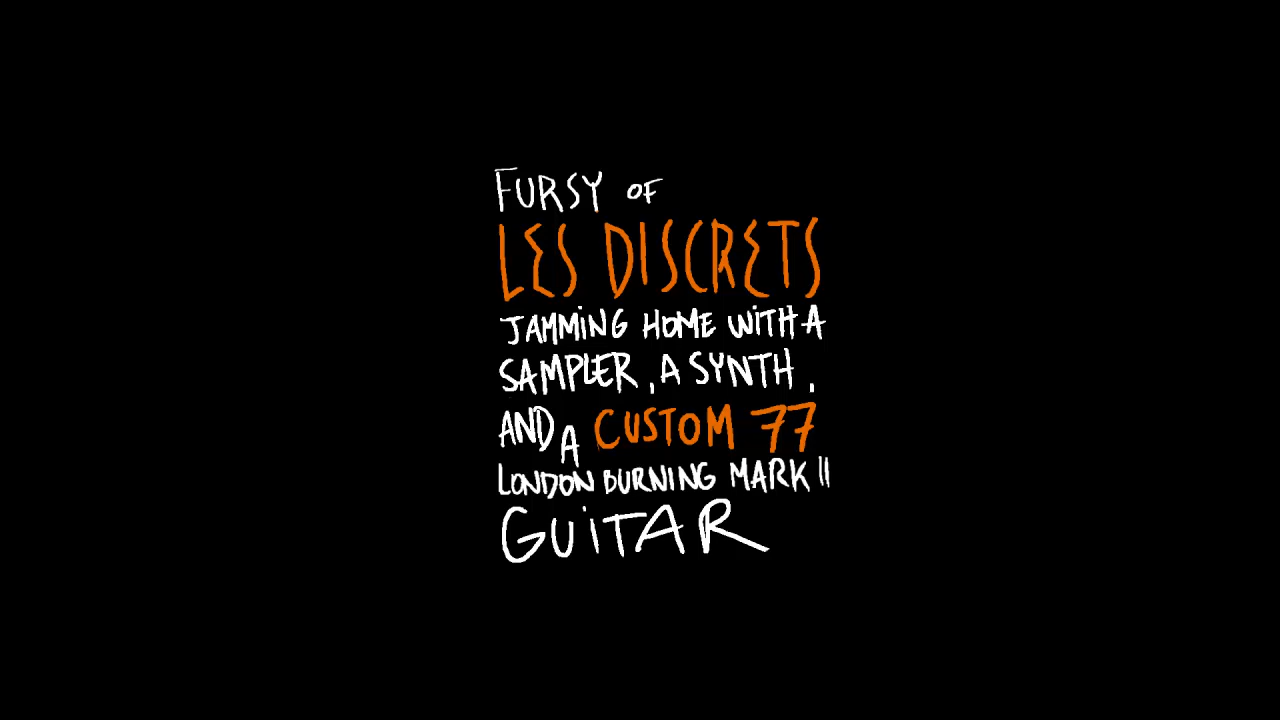 FURSY OF
LES DISCRETS
JAMMiNG HOME WiTH A
SAMPLER, A SYNTH,
AND A CUSTOM 77
LONDON BURNING MARK II
GUiTAR